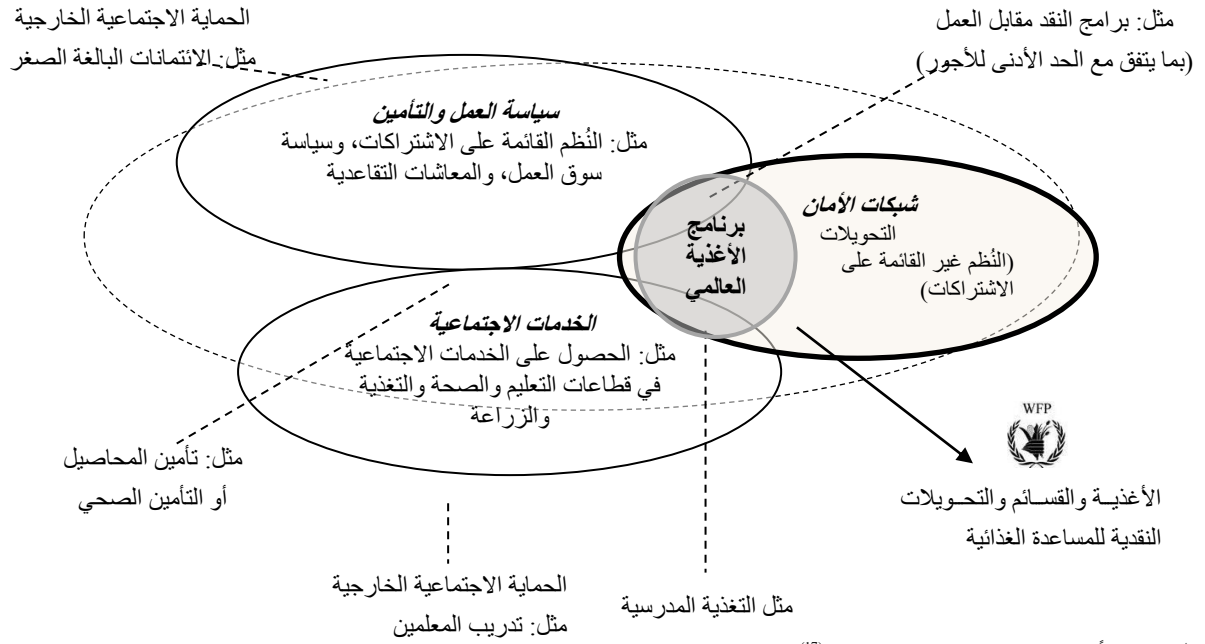 مثل: برامج النقد مقابل العمل
(بما يتفق مع الحد الأدنى للأجور)
الحماية الاجتماعية الخارجية
مثل: الائتمانات البالغة الصغر
سياسة العمل والتأمين
مثل: النُظم القائمة على الاشتراكات، وسياسة
سوق العمل، والمعاشات التقاعدية
شبكات الأمان
التحويلات
(النُظم غير القائمة على
الاشتراكات)
برنامج
الأغذية
العالمي
الخدمات الاجتماعية
مثل: الحصول على الخدمات الاجتماعية
في قطاعات التعليم والصحة والتغذية
والزراعة
WFP
الأغذيــة والقســائم والتحــويلات
النقدية للمساعدة الغذائية
مثل: تأمين المحاصيل
أو التأمين الصحي
الحماية الاجتماعية الخارجية
مثل: تدريب المعلمين
مثل التغذية المدرسية